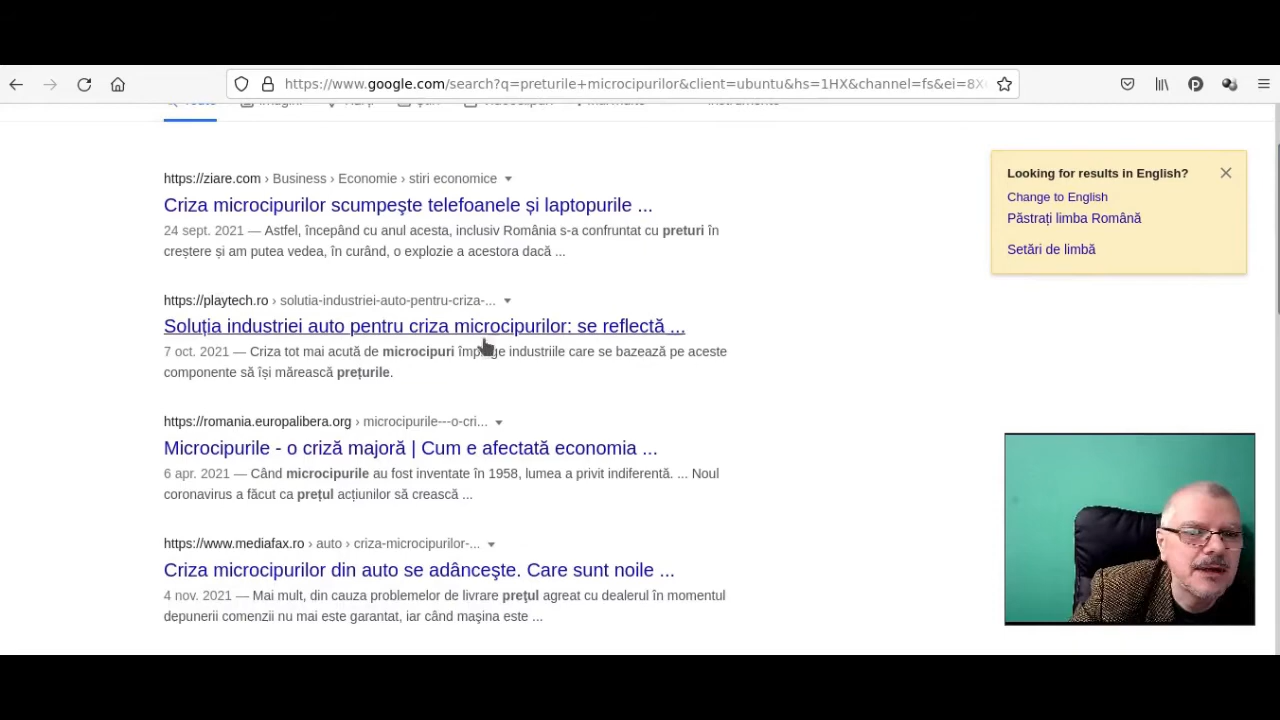 https://www.google.com/search?q=preturile+microcipurilor&client=ubuntu&hs=1HX&channel=fs&ei=8X
https://ziare.com › Business › Economie › stiri economice
Criza microcipurilor scumpește telefoanele și laptopurile ...
24 sept. 2021 — Astfel, începând cu anul acesta, inclusiv România s-a confruntat cu preturi în
creștere și am putea vedea, în curând, o explozie a acestora dacă ...
Looking for results in English?
Change to English
Păstrați limba Română
Setări de limbă
https://playtech.ro › solutia-industriei-auto-pentru-criza-...
Soluția industriei auto pentru criza microcipurilor: se reflectă ...
7 oct. 2021 — Criza tot mai acută de microcipuri împinge industriile care se bazează pe aceste
componente să își mărească prețurile.
https://romania.europalibera.org › microcipurile---o-cri...
Microcipurile - o criză majoră | Cum e afectată economia ...
6 apr. 2021 — Când microcipurile au fost inventate în 1958, lumea a privit indiferentă. ... Noul
coronavirus a făcut ca prețul acțiunilor să crească ...
https://www.mediafax.ro › auto › criza-microcipurilor-...
Criza microcipurilor din auto se adânceşte. Care sunt noile ...
4 nov. 2021 — Mai mult, din cauza problemelor de livrare preţul agreat cu dealerul în momentul
depunerii comenzii nu mai este garantat, iar când maşina este ...